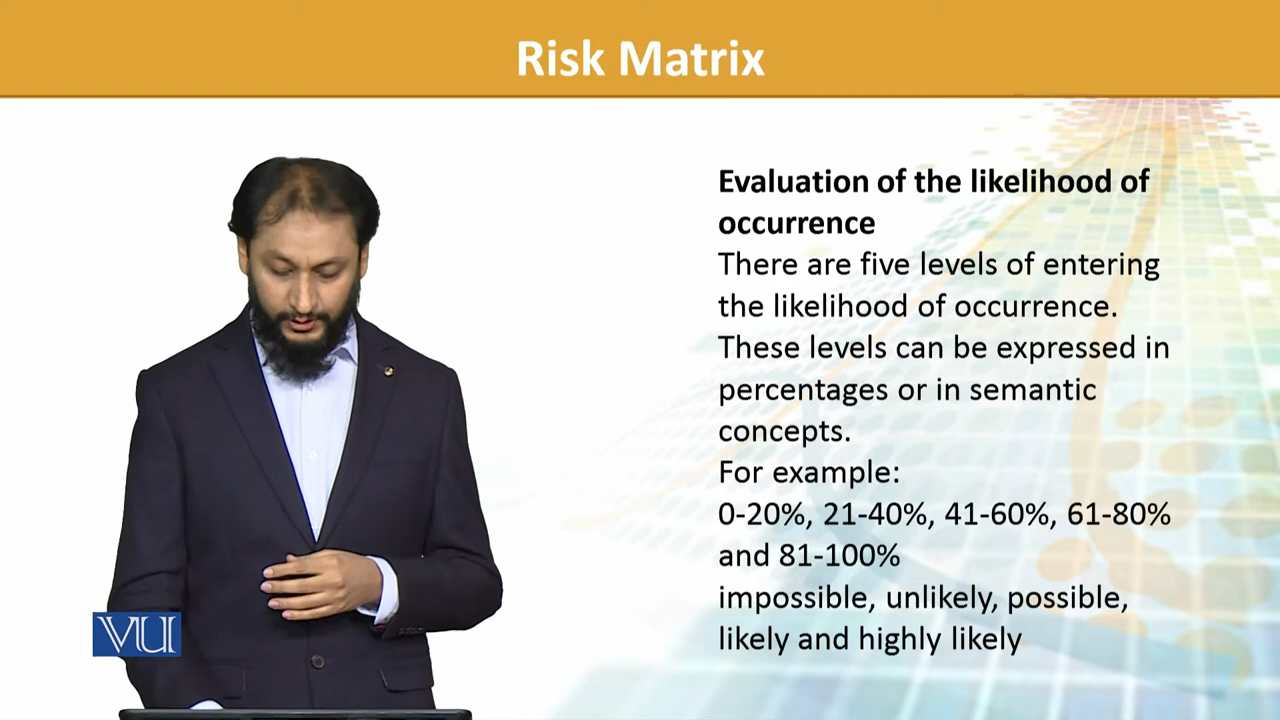 Risk Matrix
Evaluation of the likelihood of
occurrence
There are five levels of entering
the likelihood of occurrence.
These levels can be expressed in
percentages or in semantic
concepts.
For example:
0-20%, 21-40%, 41-60%, 61-80%
and 81-100%
impossible, unlikely, possible,
likely and highly likely
VU